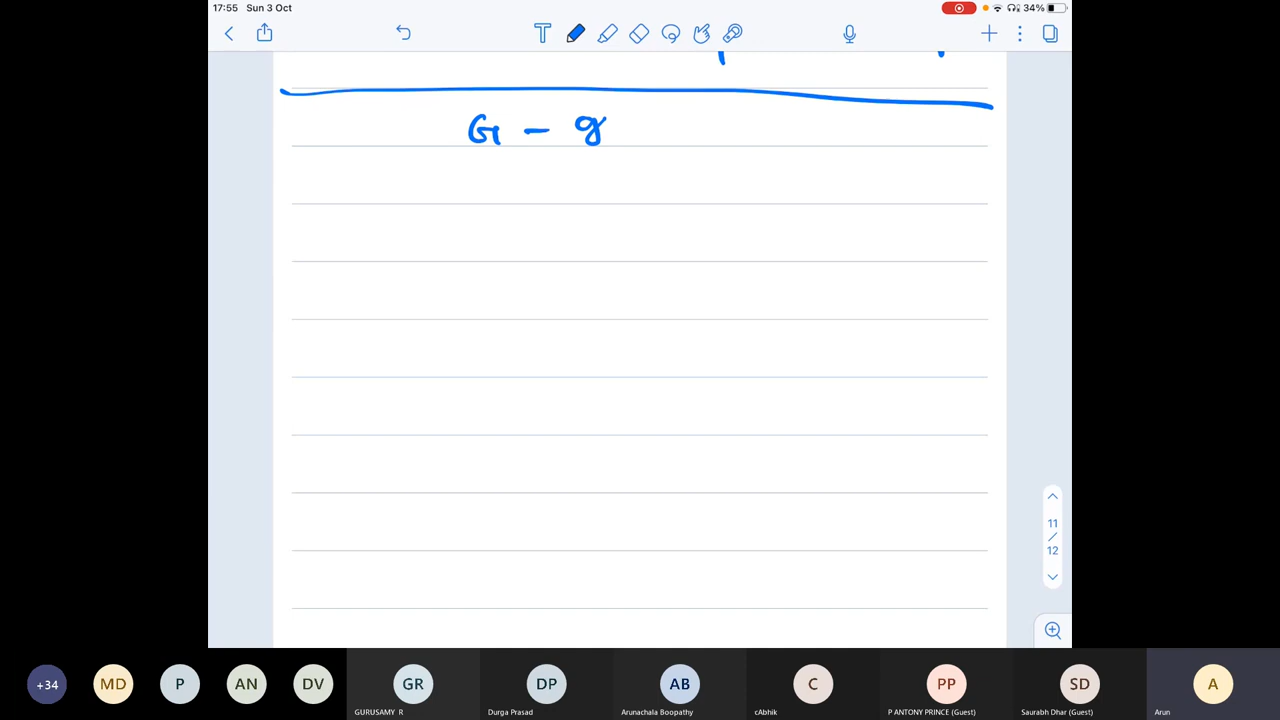 17:55 Sun 3 Oct 34%
T
G - g
11
/
12
+34 MD P AN DV GR DP AB C PP SD A
GURUSAMY R Durga Prasad Arunachala Boopathy cAbhik P ANTONY PRINCE (Guest) Saurabh Dhar (Guest) Arun